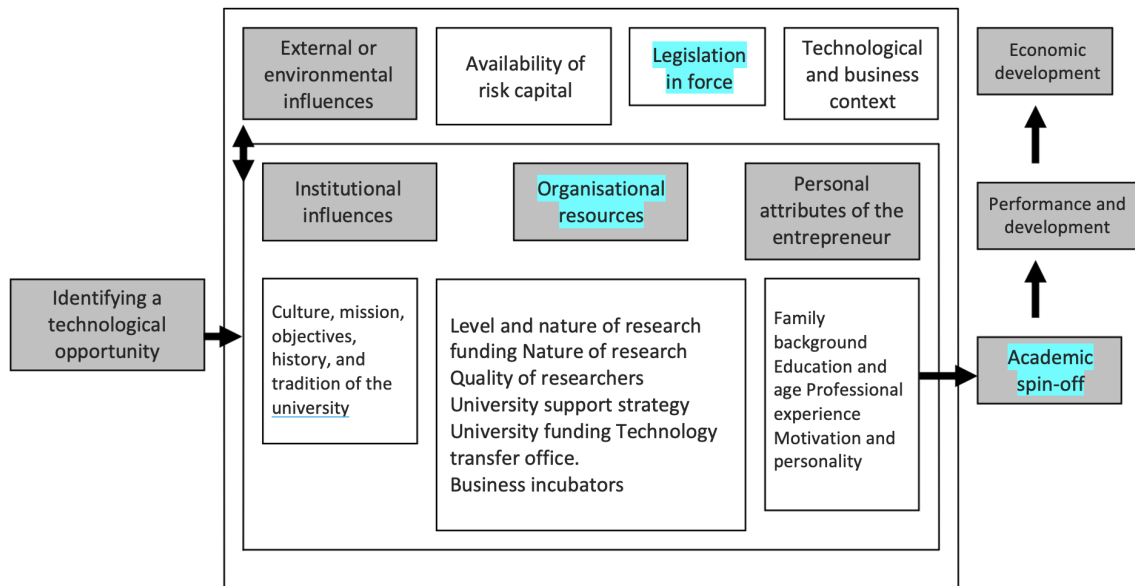 External or
environmental
influences
Availability of
risk capital
Legislation
in force
Technological
and business
context
Economic
development
Institutional
influences
Organisational
resources
Personal
attributes of the
entrepreneur
Performance and
development
Identifying a
technological
opportunity
Culture, mission,
objectives,
history, and
tradition of the
university
Level and nature of research
funding Nature of research
Quality of researchers
University support strategy
University funding Technology
transfer office.
Business incubators
Family
background
Education and
age Professional
experience
Motivation and
personality
Academic
spin-off